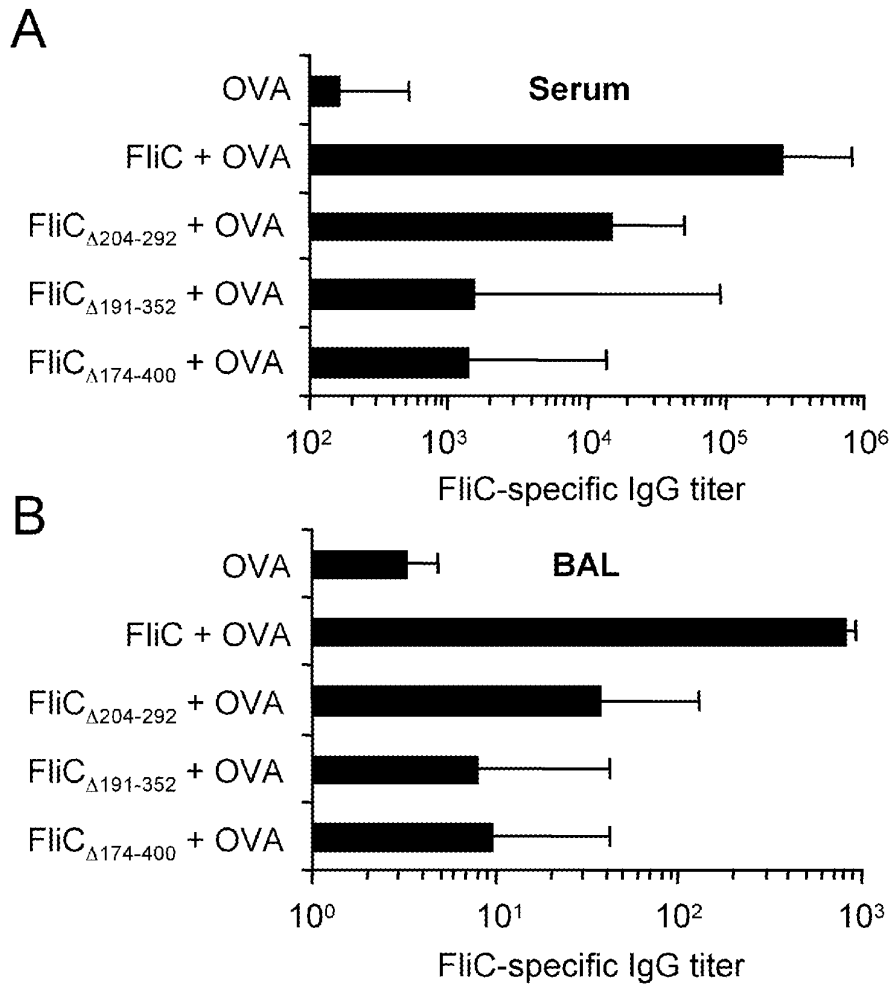 A
Serum
OVA
FliC + OVA
FliCΔ204-292 + OVA
FliCΔ191-352 + OVA
FliCΔ174-400 + OVA
10² 10³ 10⁴ 10⁵ 10⁶
FliC-specific IgG titer
B
BAL
OVA
FliC + OVA
FliCΔ204-292 + OVA
FliCΔ191-352 + OVA
FliCΔ174-400 + OVA
10⁰ 10¹ 10² 10³
FliC-specific IgG titer